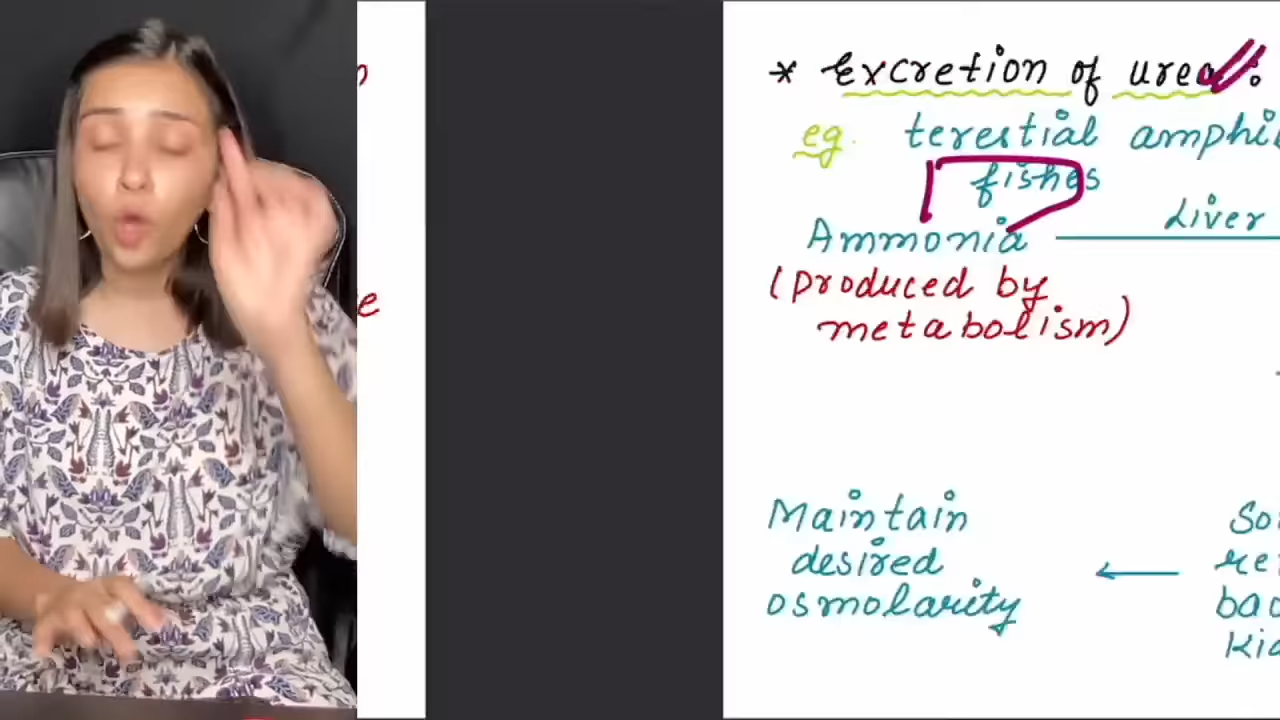 * Excretion of urea :
eg. terestial amphi
fishes
Ammonia
Liver
(produced by
metabolism)
Maintain
desired
osmolarity